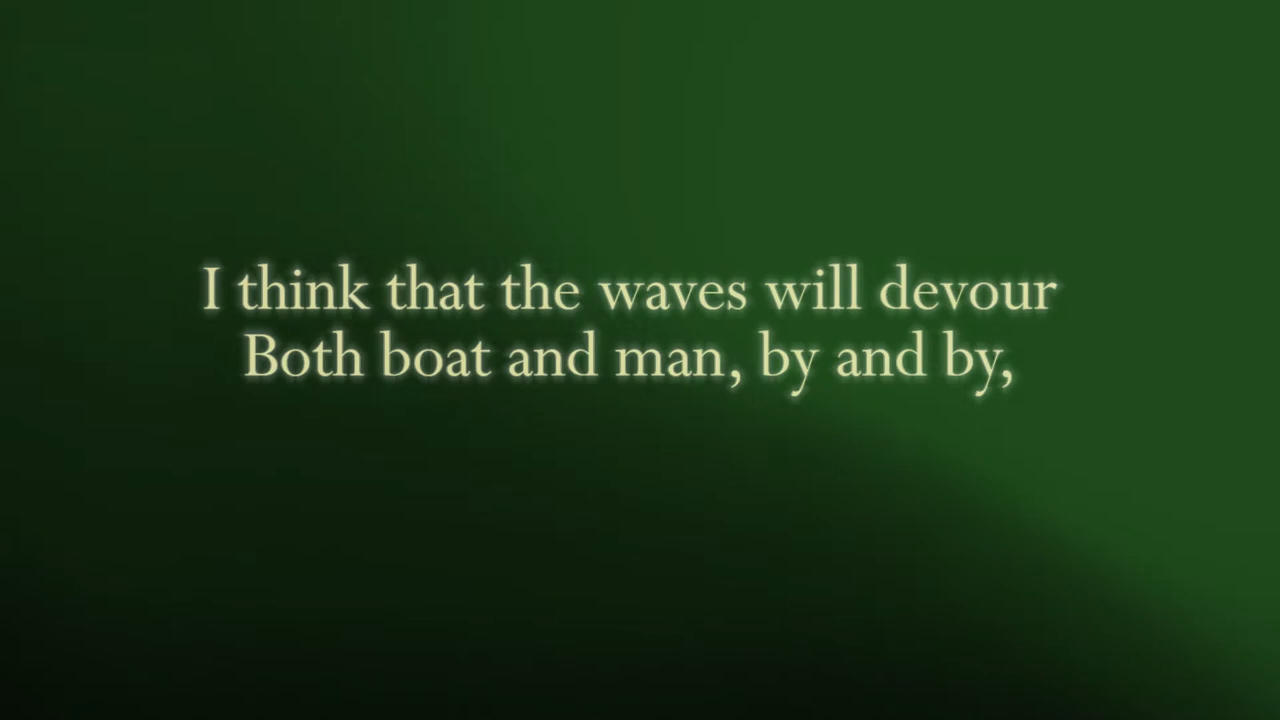 I think that the waves will devour
Both boat and man, by and by,